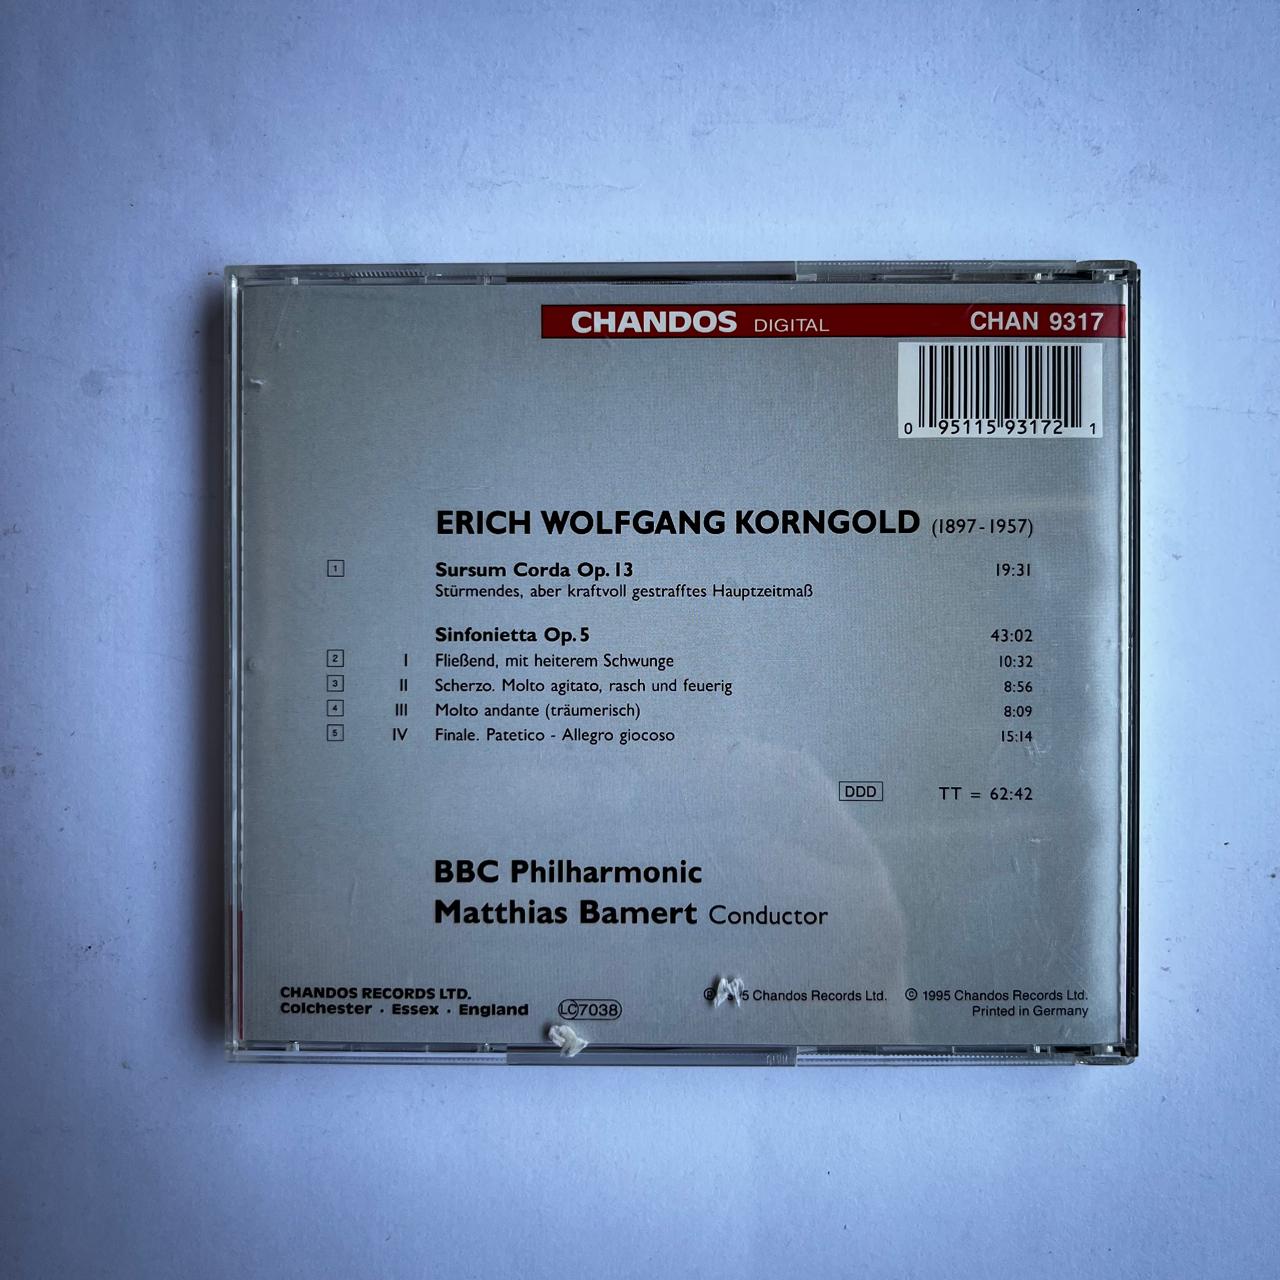 CHANDOS DIGITAL CHAN 9317
0 95115 93172 1
ERICH WOLFGANG KORNGOLD (1897-1957)
1 Sursum Corda Op. 13 19:31
Stürmendes, aber kraftvoll gestrafftes Hauptzeitmaß
Sinfonietta Op. 5 43:02
2 I Fließend, mit heiterem Schwunge 10:32
3 II Scherzo. Molto agitato, rasch und feuerig 8:56
4 III Molto andante (träumerisch) 8:09
5 IV Finale. Patetico - Allegro giocoso 15:14
DDD TT = 62:42
BBC Philharmonic
Matthias Bamert Conductor
CHANDOS RECORDS LTD.
Colchester · Essex · England
LC 7038
Chandos Records Ltd. © 1995 Chandos Records Ltd.
Printed in Germany